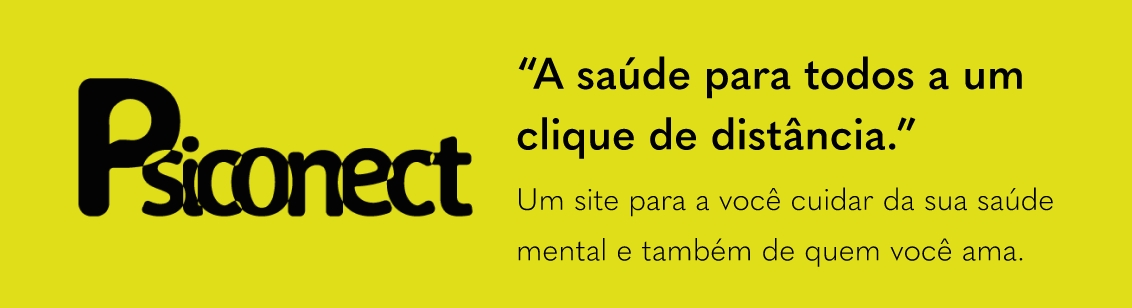 Psiconect
“A saúde para todos a um
clique de distância.”
Um site para a você cuidar da sua saúde
mental e também de quem você ama.